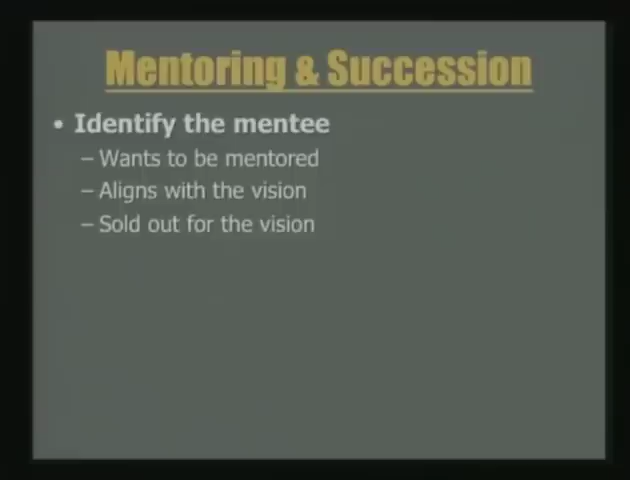 Mentoring & Succession
• Identify the mentee
– Wants to be mentored
– Aligns with the vision
– Sold out for the vision